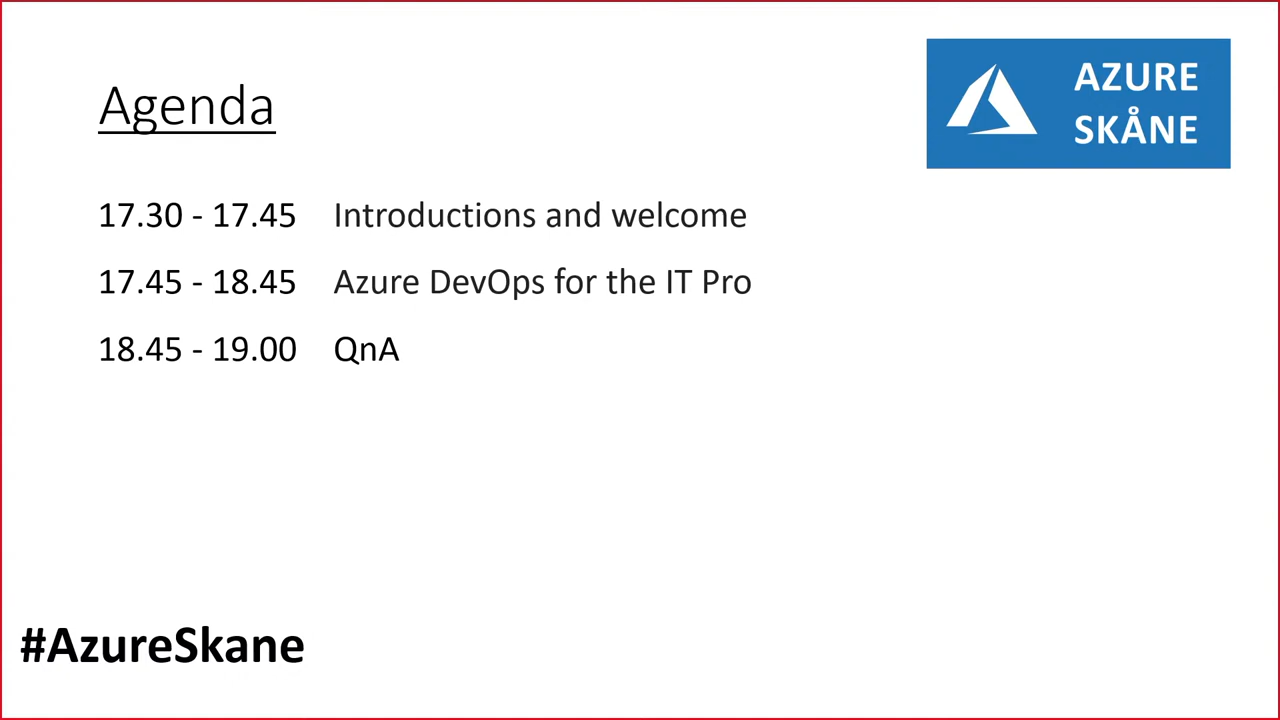 Agenda
AZURE
SKÅNE
17.30 - 17.45 Introductions and welcome
17.45 - 18.45 Azure DevOps for the IT Pro
18.45 - 19.00 QnA
#AzureSkane